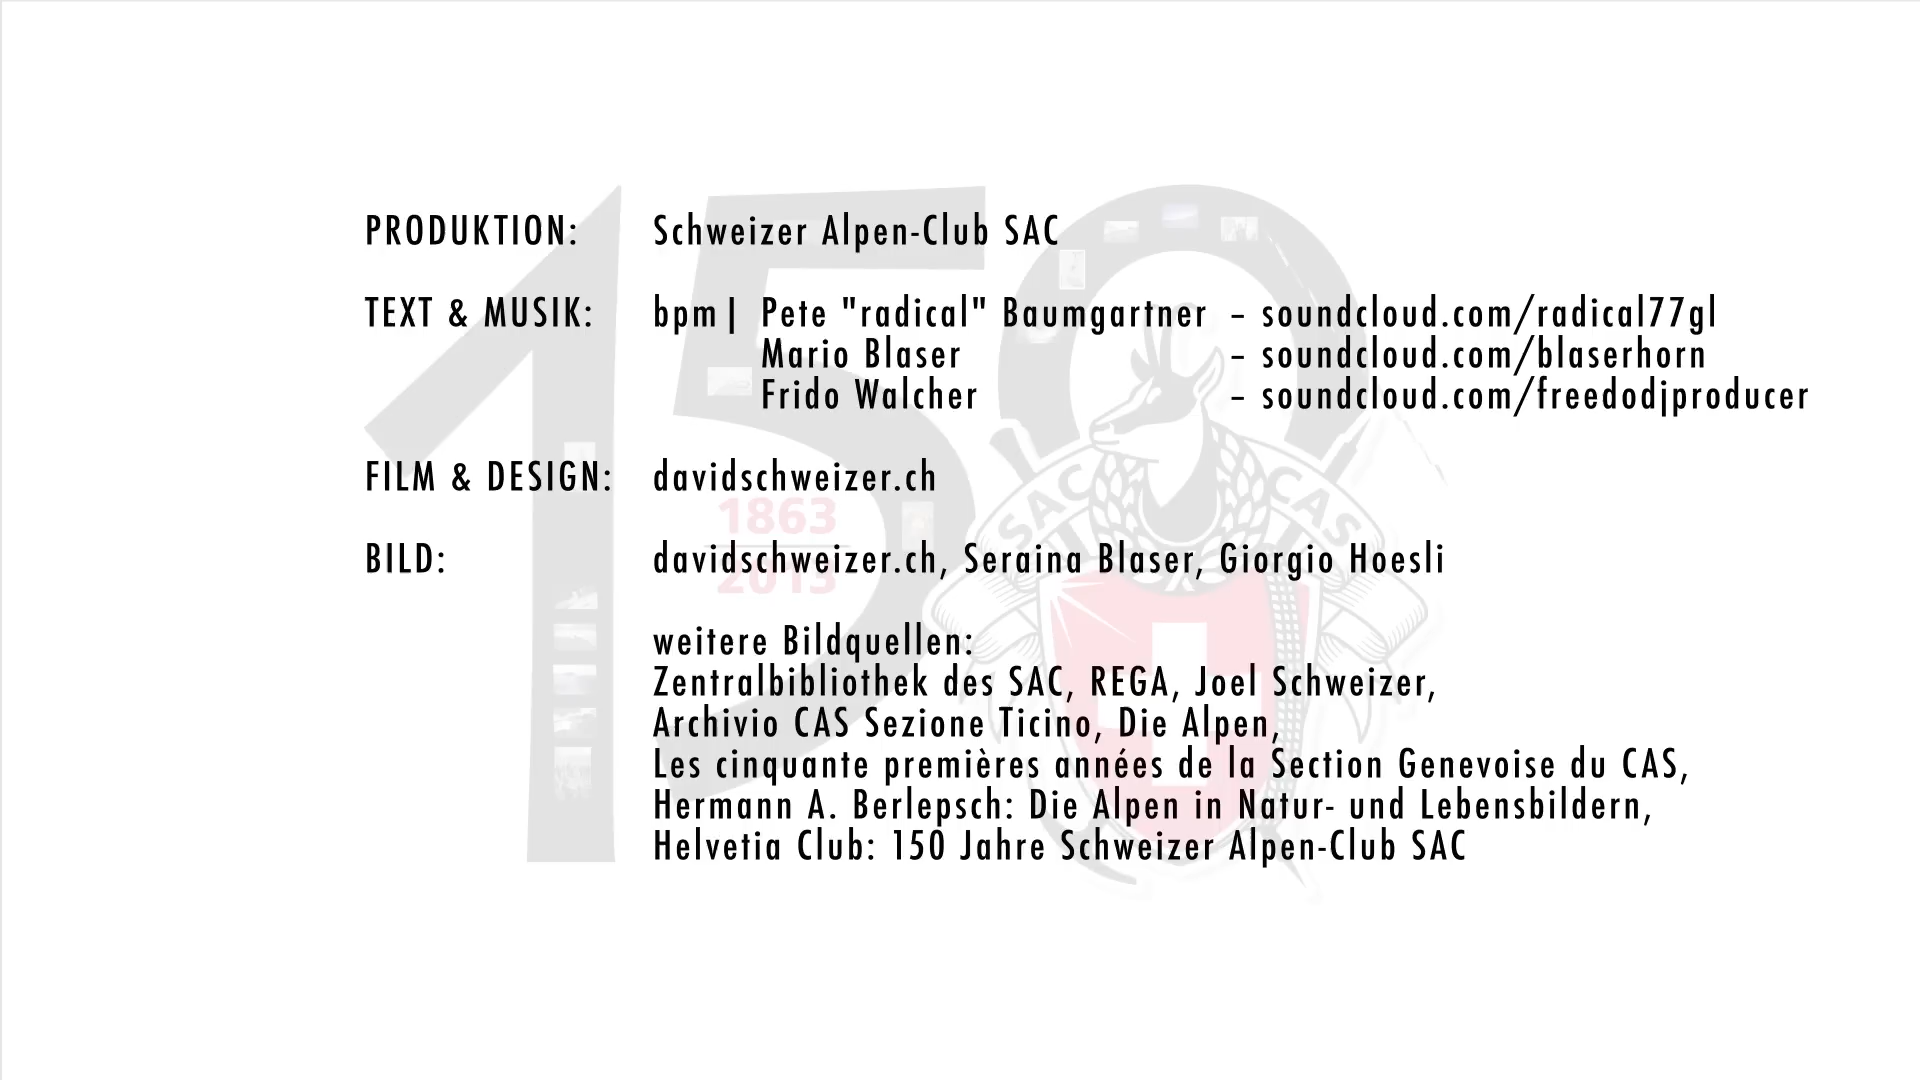 PRODUKTION: Schweizer Alpen-Club SAC
TEXT & MUSIK: bpm | Pete "radical" Baumgartner – soundcloud.com/radical77gl
Mario Blaser – soundcloud.com/blaserhorn
Frido Walcher – soundcloud.com/freedodjproducer
FILM & DESIGN: davidschweizer.ch
BILD: davidschweizer.ch, Seraina Blaser, Giorgio Hoesli
weitere Bildquellen:
Zentralbibliothek des SAC, REGA, Joel Schweizer,
Archivio CAS Sezione Ticino, Die Alpen,
Les cinquante premières années de la Section Genevoise du CAS,
Hermann A. Berlepsch: Die Alpen in Natur- und Lebensbildern,
Helvetia Club: 150 Jahre Schweizer Alpen-Club SAC
150
1863
2013
SAC CAS